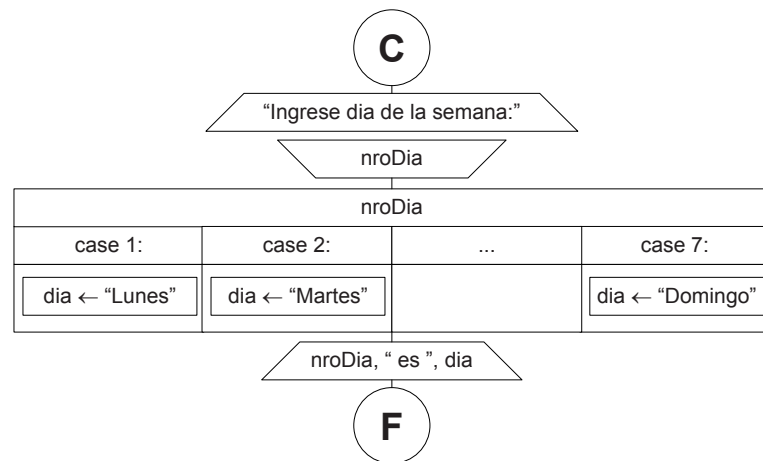 C
“Ingrese dia de la semana:”
nroDia
nroDia
case 1: case 2: ... case 7:
dia ← “Lunes” dia ← “Martes” dia ← “Domingo”
nroDia, “ es ”, dia
F